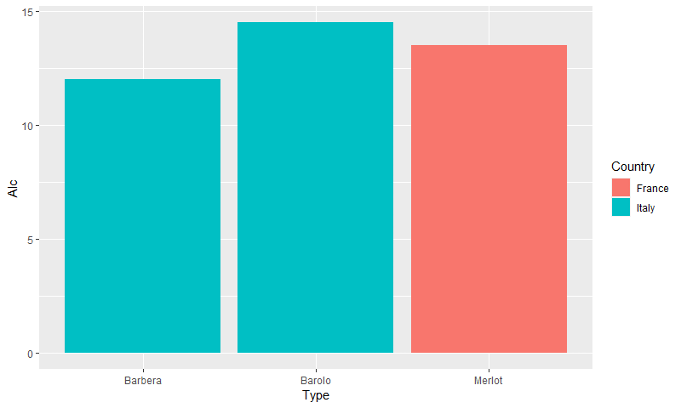 15
10
5
0
Alc
Barbera
Barolo
Merlot
Type
Country
France
Italy